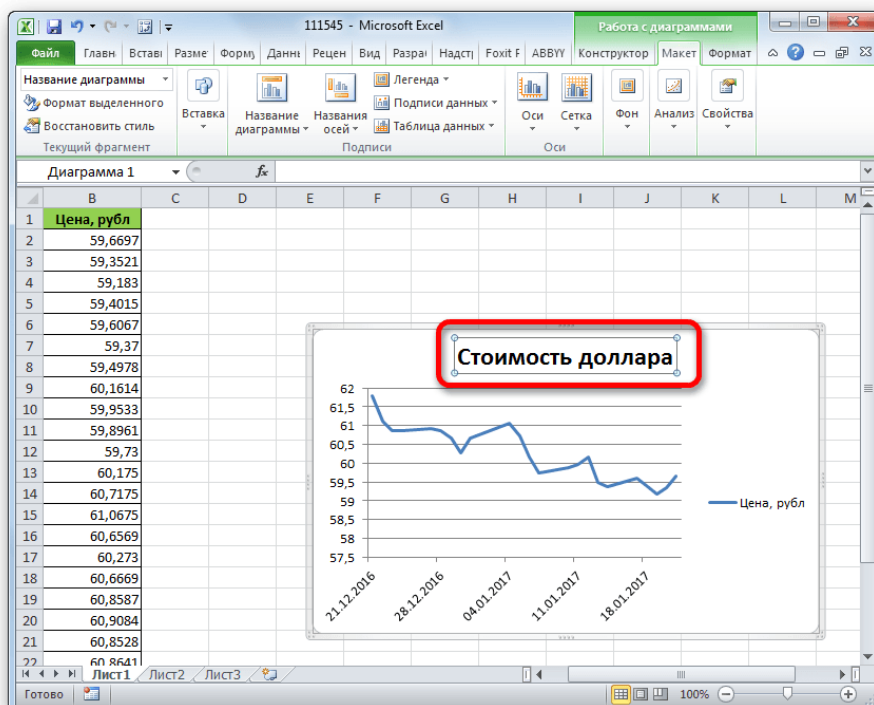 111545 - Microsoft Excel
Работа с диаграммами
Файл Главн Вставі Разме Форму Данн Рецен Вид Разра Надст Foxit F ABBYY Конструктор Макет Формат
Название диаграммы
Формат выделенного
Восстановить стиль
Текущий фрагмент
Вставка
Название диаграммы
Названия осей
Легенда
Подписи данных
Таблица данных
Подписи
Оси
Сетка
Оси
Фон
Анализ
Свойства
Диаграмма 1
fx
B C D E F G H I J K L M
1 Цена, рубл
2 59,6697
3 59,3521
4 59,183
5 59,4015
6 59,6067
7 59,37
8 59,4978
9 60,1614
10 59,9533
11 59,8961
12 59,73
13 60,175
14 60,7175
15 61,0675
16 60,6569
17 60,273
18 60,6669
19 60,8587
20 60,9084
21 60,8528
22 60,8641
Стоимость доллара
62
61,5
61
60,5
60
59,5
59
58,5
58
57,5
21.12.2016 28.12.2016 04.01.2017 11.01.2017 18.01.2017
Цена, рубл
Лист1 Лист2 Лист3
Готово
100%